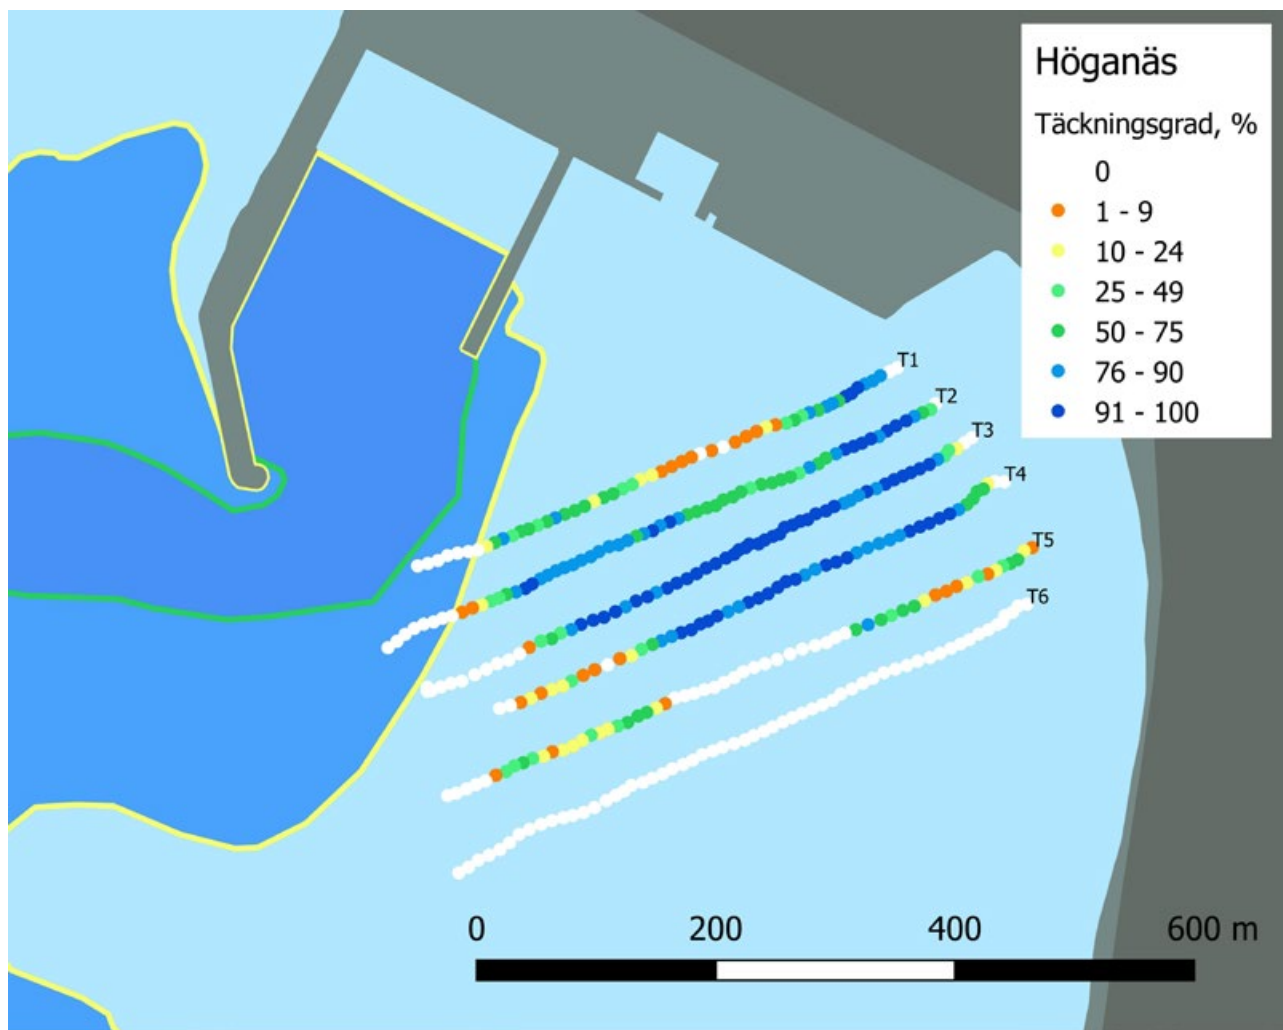 Höganäs
Täckningsgrad, %
0
1 - 9
10 - 24
25 - 49
50 - 75
76 - 90
91 - 100
T1
T2
T3
T4
T5
T6
0 200 400 600 m